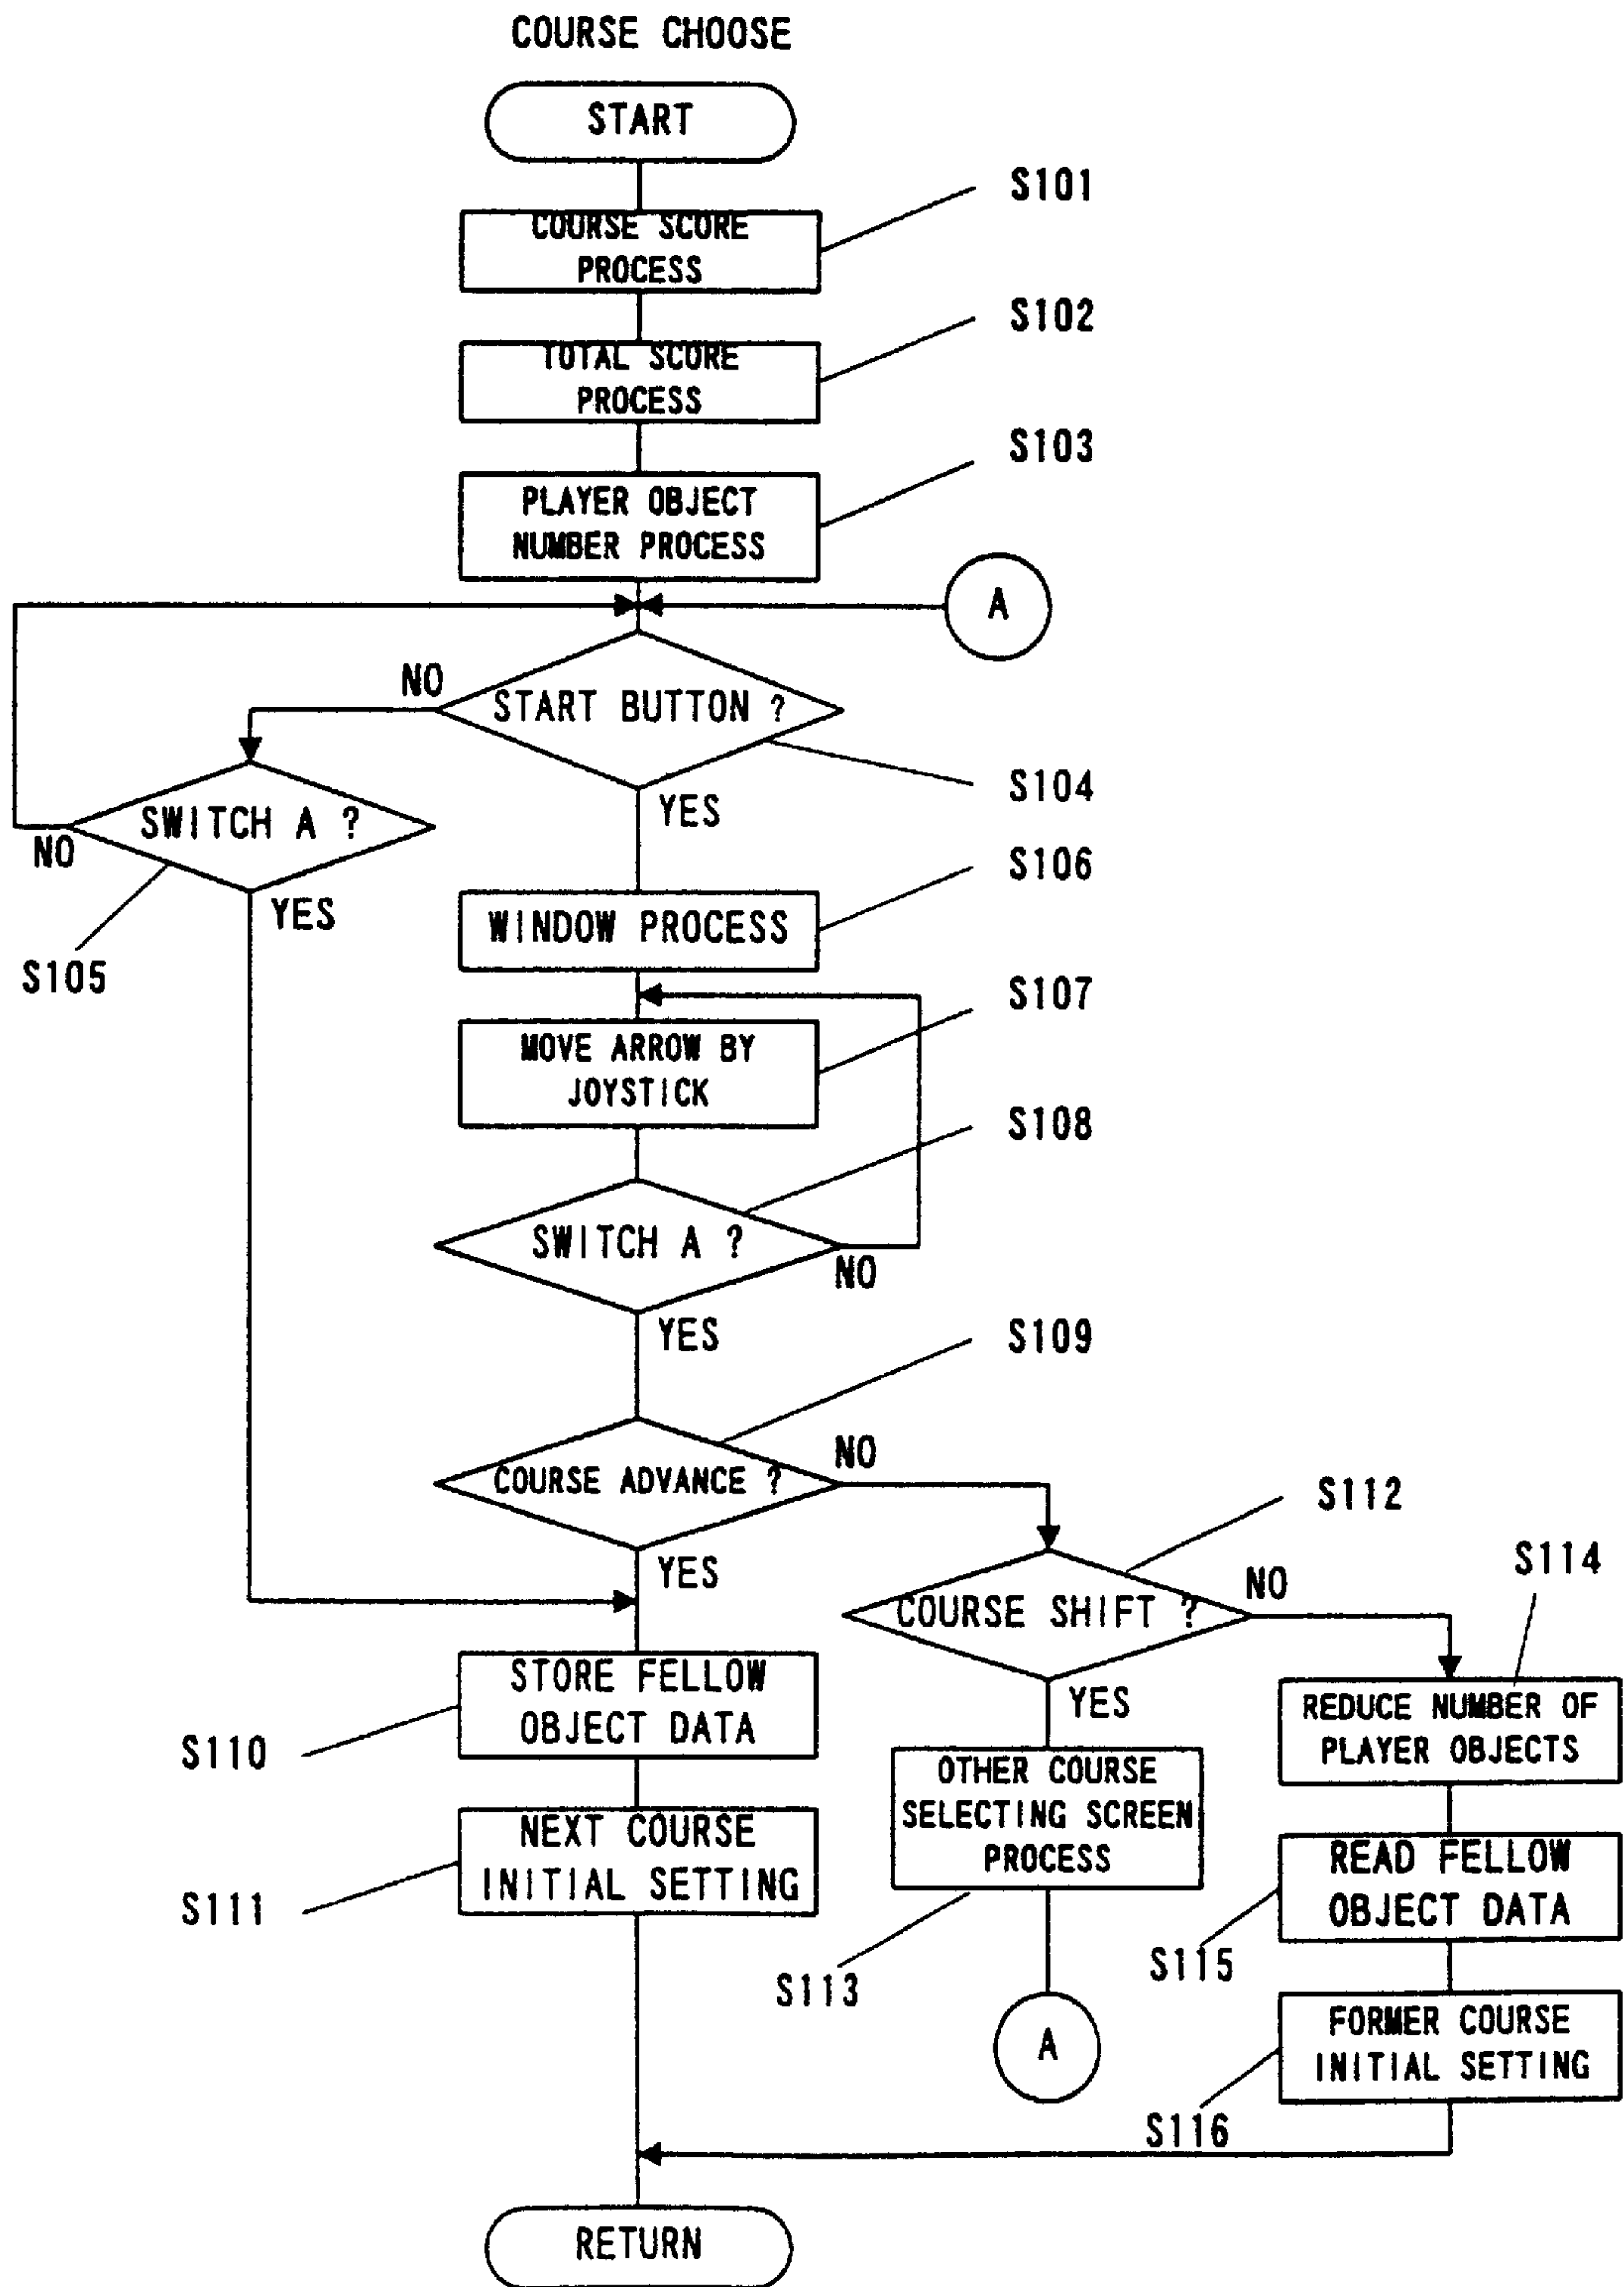 COURSE CHOOSE
START
S101
COURSE SCORE
PROCESS
S102
TOTAL SCORE
PROCESS
S103
PLAYER OBJECT
NUMBER PROCESS
A
NO
START BUTTON ?
S104
YES
SWITCH A ?
NO
YES
S105
S106
WINDOW PROCESS
S107
MOVE ARROW BY
JOYSTICK
S108
SWITCH A ?
NO
YES
S109
COURSE ADVANCE ?
NO
YES
S112
COURSE SHIFT ?
NO
YES
S114
REDUCE NUMBER OF
PLAYER OBJECTS
STORE FELLOW
OBJECT DATA
S110
OTHER COURSE
SELECTING SCREEN
PROCESS
S113
NEXT COURSE
INITIAL SETTING
S111
READ FELLOW
OBJECT DATA
S115
A
FORMER COURSE
INITIAL SETTING
S116
RETURN